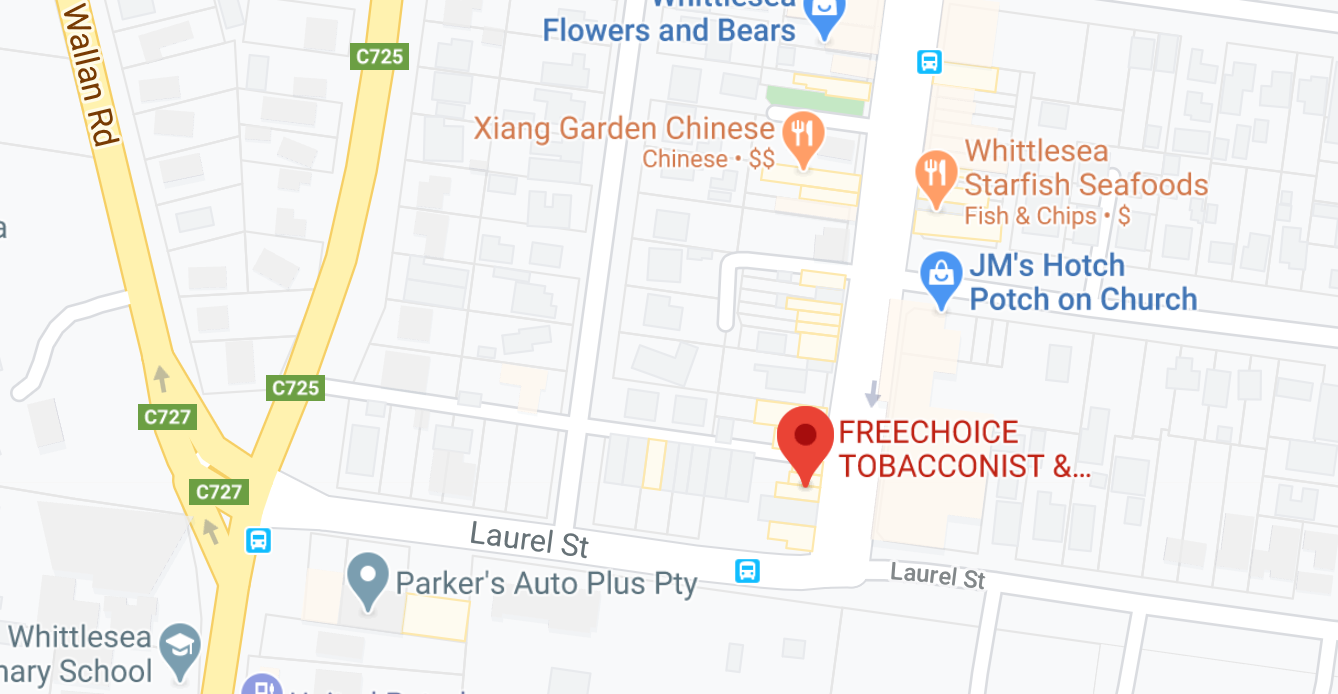 Whittlesea
Flowers and Bears
C725
Wallan Rd
Xiang Garden Chinese
Chinese • $$
Whittlesea
Starfish Seafoods
Fish & Chips • $
a
JM's Hotch
Potch on Church
C725
C727
FREECHOICE
TOBACCONIST &...
C727
Laurel St
Laurel St
Parker's Auto Plus Pty
Whittlesea
nary School